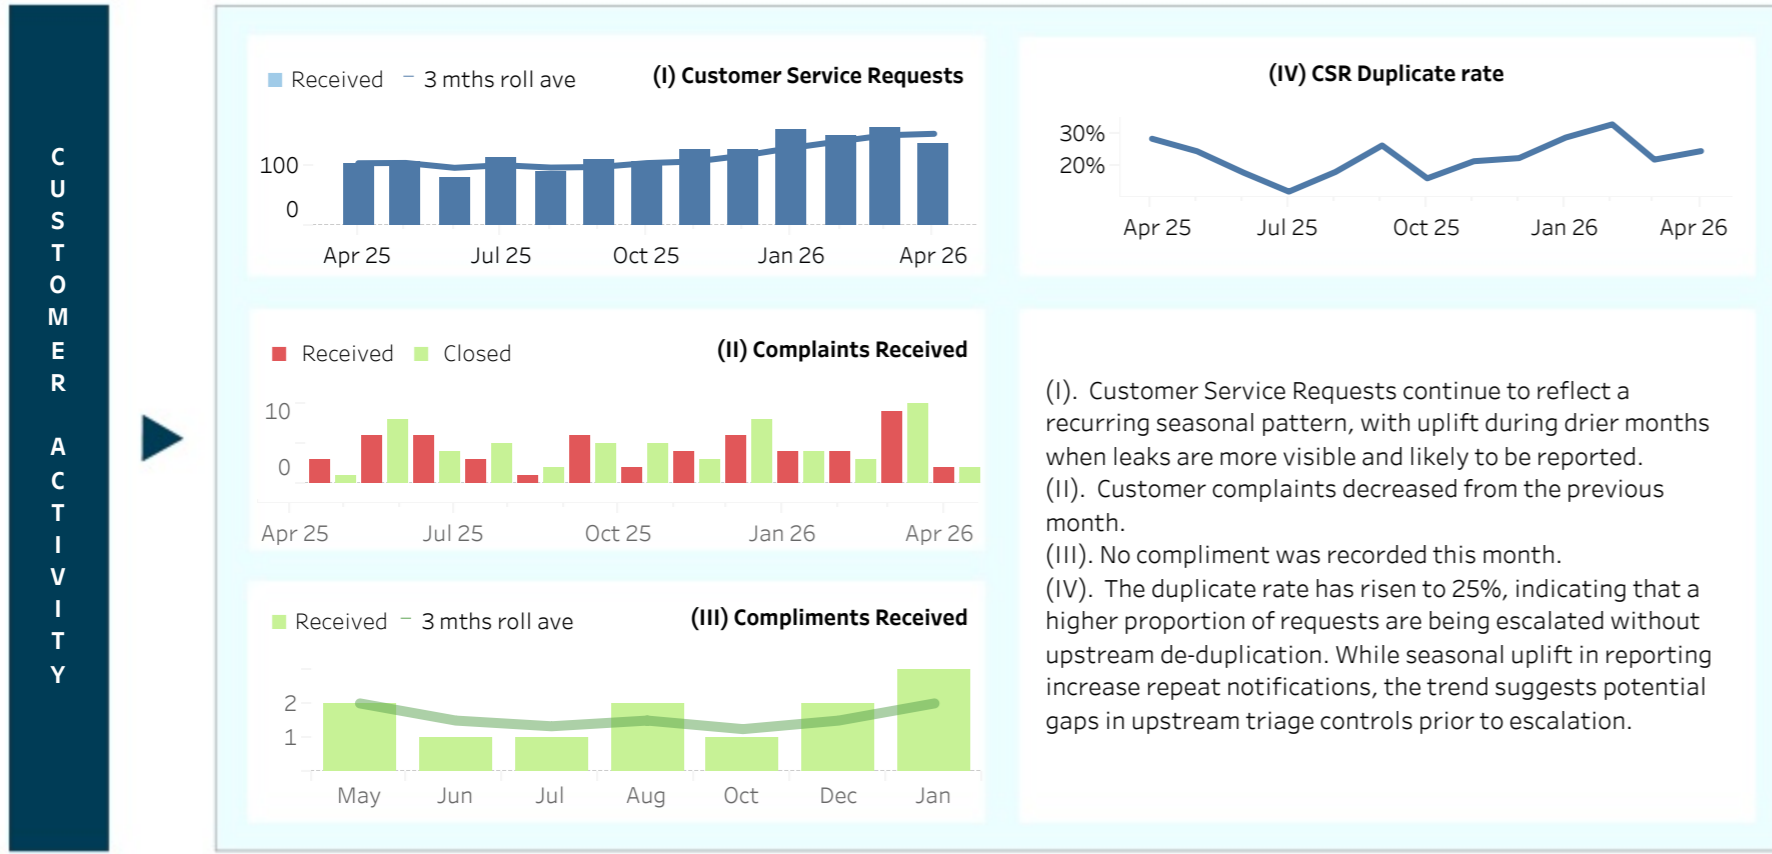 CUSTOMER ACTIVITY
Received 3 mths roll ave
(I) Customer Service Requests
100
0
Apr 25 Jul 25 Oct 25 Jan 26 Apr 26
(IV) CSR Duplicate rate
30%
20%
Apr 25 Jul 25 Oct 25 Jan 26 Apr 26
Received Closed
(II) Complaints Received
10
0
Apr 25 Jul 25 Oct 25 Jan 26 Apr 26
Received 3 mths roll ave
(III) Compliments Received
2
1
May Jun Jul Aug Oct Dec Jan
(I). Customer Service Requests continue to reflect a
recurring seasonal pattern, with uplift during drier months
when leaks are more visible and likely to be reported.
(II). Customer complaints decreased from the previous
month.
(III). No compliment was recorded this month.
(IV). The duplicate rate has risen to 25%, indicating that a
higher proportion of requests are being escalated without
upstream de-duplication. While seasonal uplift in reporting
increase repeat notifications, the trend suggests potential
gaps in upstream triage controls prior to escalation.